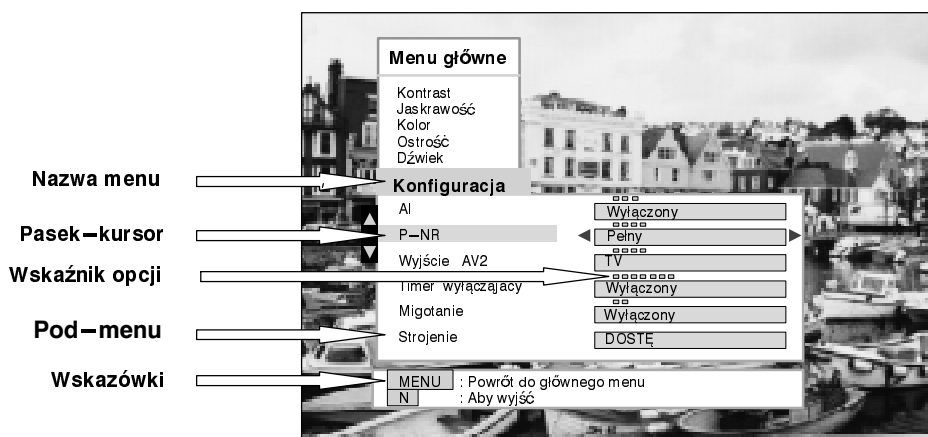 Menu główne
Kontrast
Jaskrawość
Kolor
Ostrość
Dźwiek
Nazwa menu
Konfiguracja
AI
Wyłączony
Pasek–kursor
P–NR
Pełny
Wyjście AV2
TV
Wskaźnik opcji
Timer wyłączający
Wyłączony
Migotanie
Wyłączony
Pod–menu
Strojenie
DOSTĘ
Wskazówki
MENU : Powrót do głównego menu
N : Aby wyjść